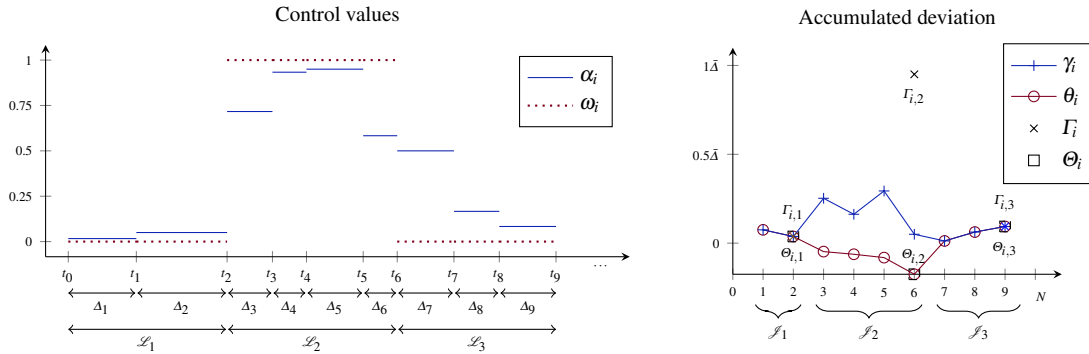 Control values
1
0.75
0.5
0.25
0
α_i
ω_i
t_0 t_1 t_2 t_3 t_4 t_5 t_6 t_7 t_8 t_9 ...
Δ_1 Δ_2 Δ_3 Δ_4 Δ_5 Δ_6 Δ_7 Δ_8 Δ_9
ℒ_1 ℒ_2 ℒ_3
Accumulated deviation
1Δ̄
0.5Δ̄
0
γ_i
θ_i
Γ_i
Θ_i
Γ_{i,2}
Γ_{i,1} Γ_{i,3}
Θ_{i,1} Θ_{i,2} Θ_{i,3}
0 1 2 3 4 5 6 7 8 9 N
𝒥_1 𝒥_2 𝒥_3